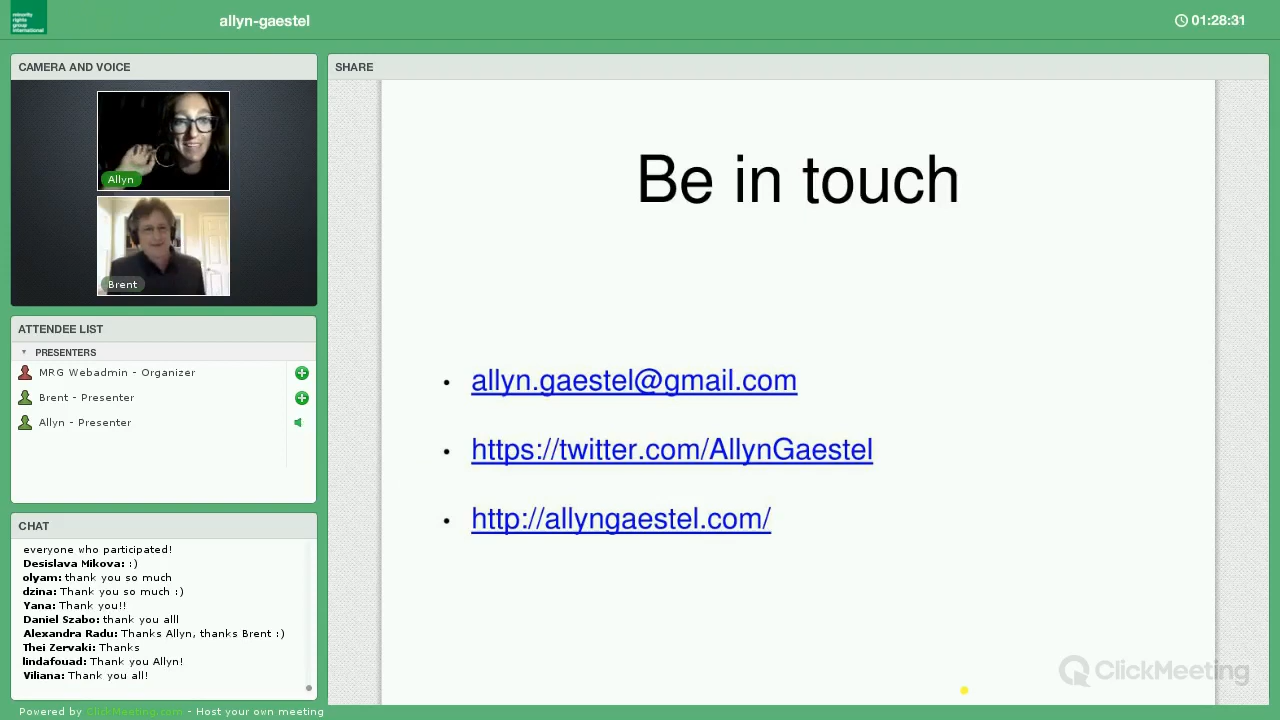 minority
rights
group
international
allyn-gaestel
01:28:31
CAMERA AND VOICE
Allyn
Brent
ATTENDEE LIST
PRESENTERS
MRG Webadmin - Organizer
Brent - Presenter
Allyn - Presenter
CHAT
everyone who participated!
Desislava Mikova: :)
olyam: thank you so much
dzina: Thank you so much :)
Yana: Thank you!!
Daniel Szabo: thank you alll
Alexandra Radu: Thanks Allyn, thanks Brent :)
Thei Zervaki: Thanks
lindafouad: Thank you Allyn!
Viliana: Thank you all!
Powered by ClickMeeting.com - Host your own meeting
SHARE
Be in touch
• allyn.gaestel@gmail.com
• https://twitter.com/AllynGaestel
• http://allyngaestel.com/
ClickMeeting